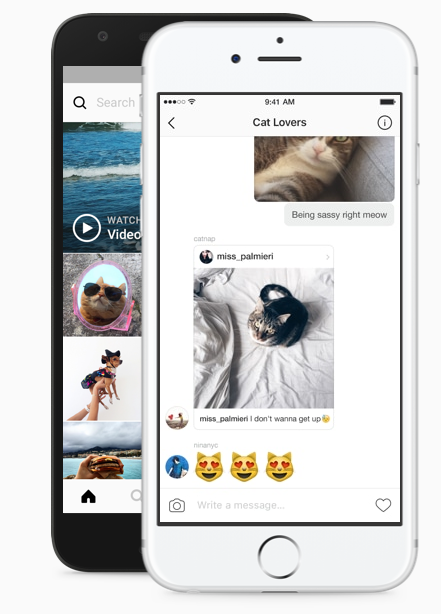 Search
WATCH
Video
9:41 AM
Cat Lovers
Being sassy right meow
catnap
miss_palmieri
miss_palmieri I don't wanna get up😴
ninanyc
😻 😻 😻
Write a message...